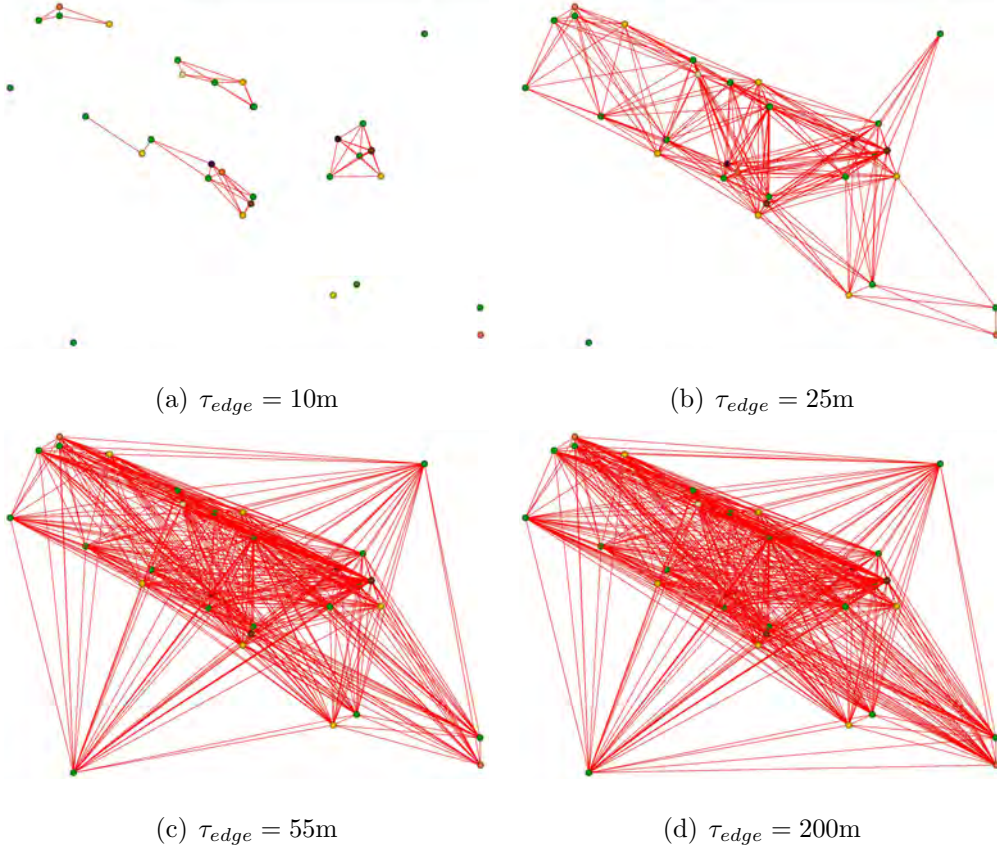 (a) τ_edge = 10m
(b) τ_edge = 25m
(c) τ_edge = 55m
(d) τ_edge = 200m